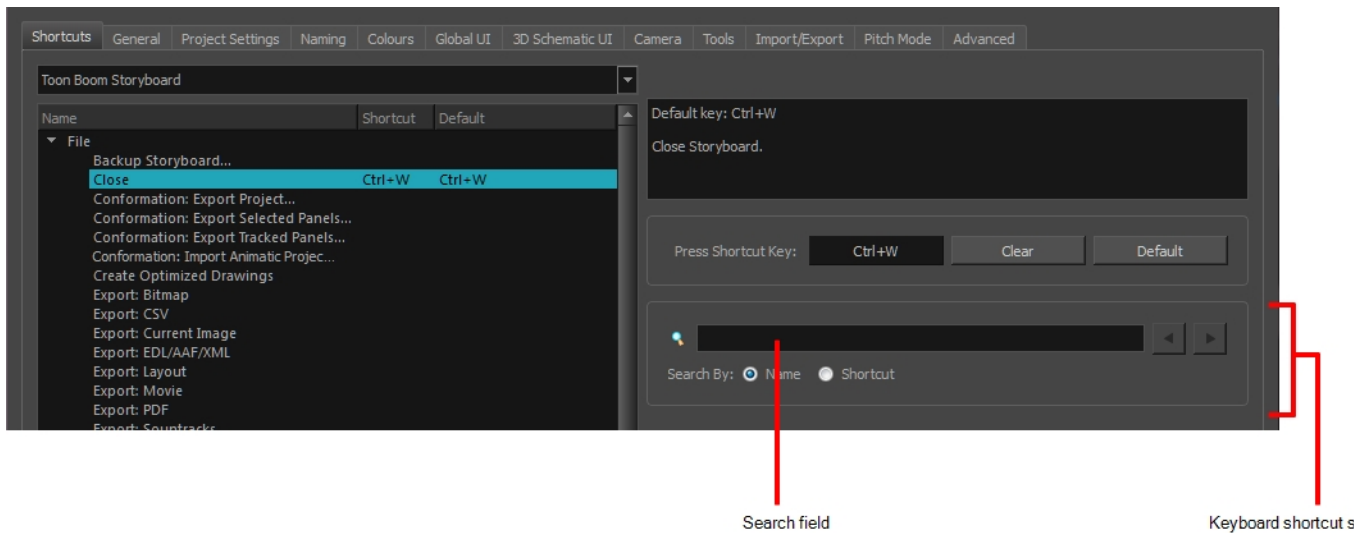 Shortcuts General Project Settings Naming Colours Global UI 3D Schematic UI Camera Tools Import/Export Pitch Mode Advanced
Toon Boom Storyboard
Name Shortcut Default
File
Backup Storyboard...
Close Ctrl+W Ctrl+W
Conformation: Export Project...
Conformation: Export Selected Panels...
Conformation: Export Tracked Panels...
Conformation: Import Animatic Projec...
Create Optimized Drawings
Export: Bitmap
Export: CSV
Export: Current Image
Export: EDL/AAF/XML
Export: Layout
Export: Movie
Export: PDF
Export: Sountracks
Default key: Ctrl+W
Close Storyboard.
Press Shortcut Key: Ctrl+W Clear Default
Search By: Name Shortcut
Search field
Keyboard shortcut s